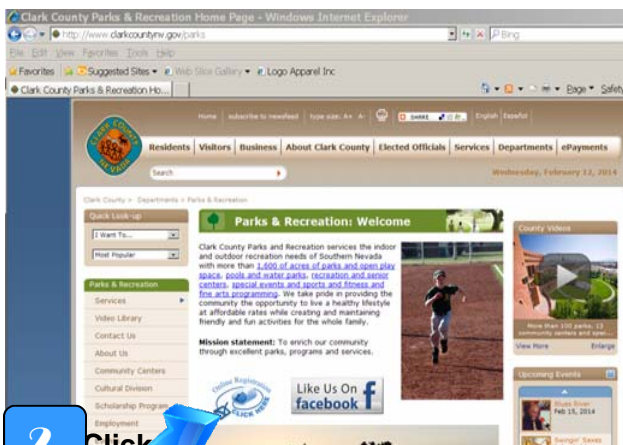 Clark County Parks & Recreation Home Page - Windows Internet Explorer
http://www.clarkcountynv.gov/parks
Bing
File Edit View Favorites Tools Help
Favorites Suggested Sites Web Slice Gallery Logo Apparel Inc
Clark County Parks & Recreation Ho...
Page Safety
Home subscribe to newsfeed type size: A+ A- SHARE English Español
CLARK COUNTY NEVADA
Residents Visitors Business About Clark County Elected Officials Services Departments ePayments
Search
Wednesday, February 12, 2014
Clark County > Departments > Parks & Recreation
Quick Look-up
I Want To...
Most Popular
Parks & Recreation
Services
Video Library
Contact Us
About Us
Community Centers
Cultural Division
Scholarship Program
Employment
Parks & Recreation: Welcome
Clark County Parks and Recreation services the indoor
and outdoor recreation needs of Southern Nevada
with more than 1,600 of acres of parks and open play
space, pools and water parks, recreation and senior
centers, special events and sports and fitness and
fine arts programming. We take pride in providing the
community the opportunity to live a healthy lifestyle
at affordable rates while creating and maintaining
friendly and fun activities for the whole family.
Mission statement: To enrich our community
through excellent parks, programs and services.
Online Registration
CLICK HERE
Like Us On
facebook
County Videos
More than 100 parks, 13
community centers and spec...
View More Enlarge
Upcoming Events
Blues River
Feb 15, 2014
Swingin' Saxes
2
Click